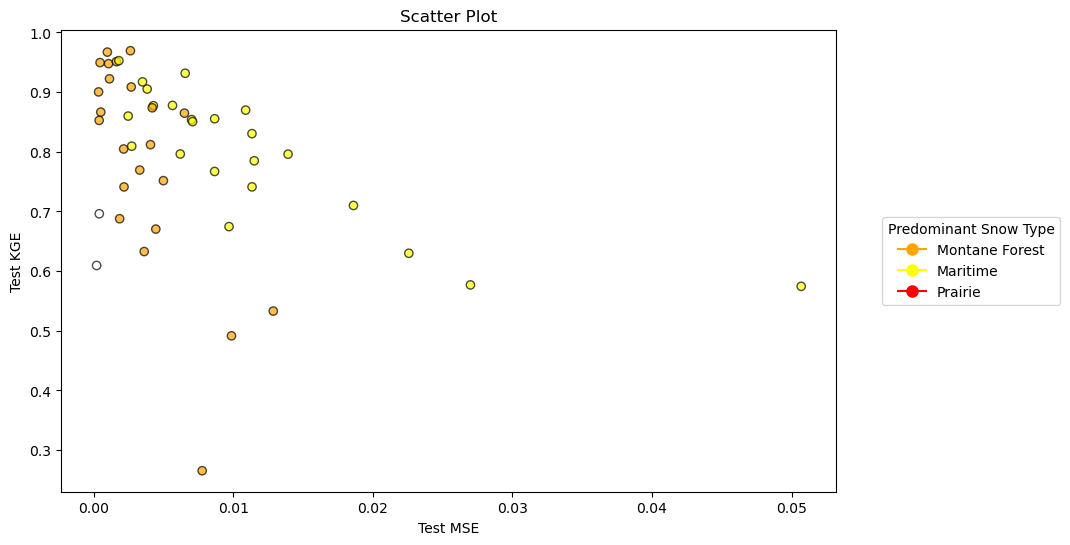 Scatter Plot
1.0
0.9
0.8
0.7
0.6
0.5
0.4
0.3
Test KGE
0.00
0.01
0.02
0.03
0.04
0.05
Test MSE
Predominant Snow Type
Montane Forest
Maritime
Prairie